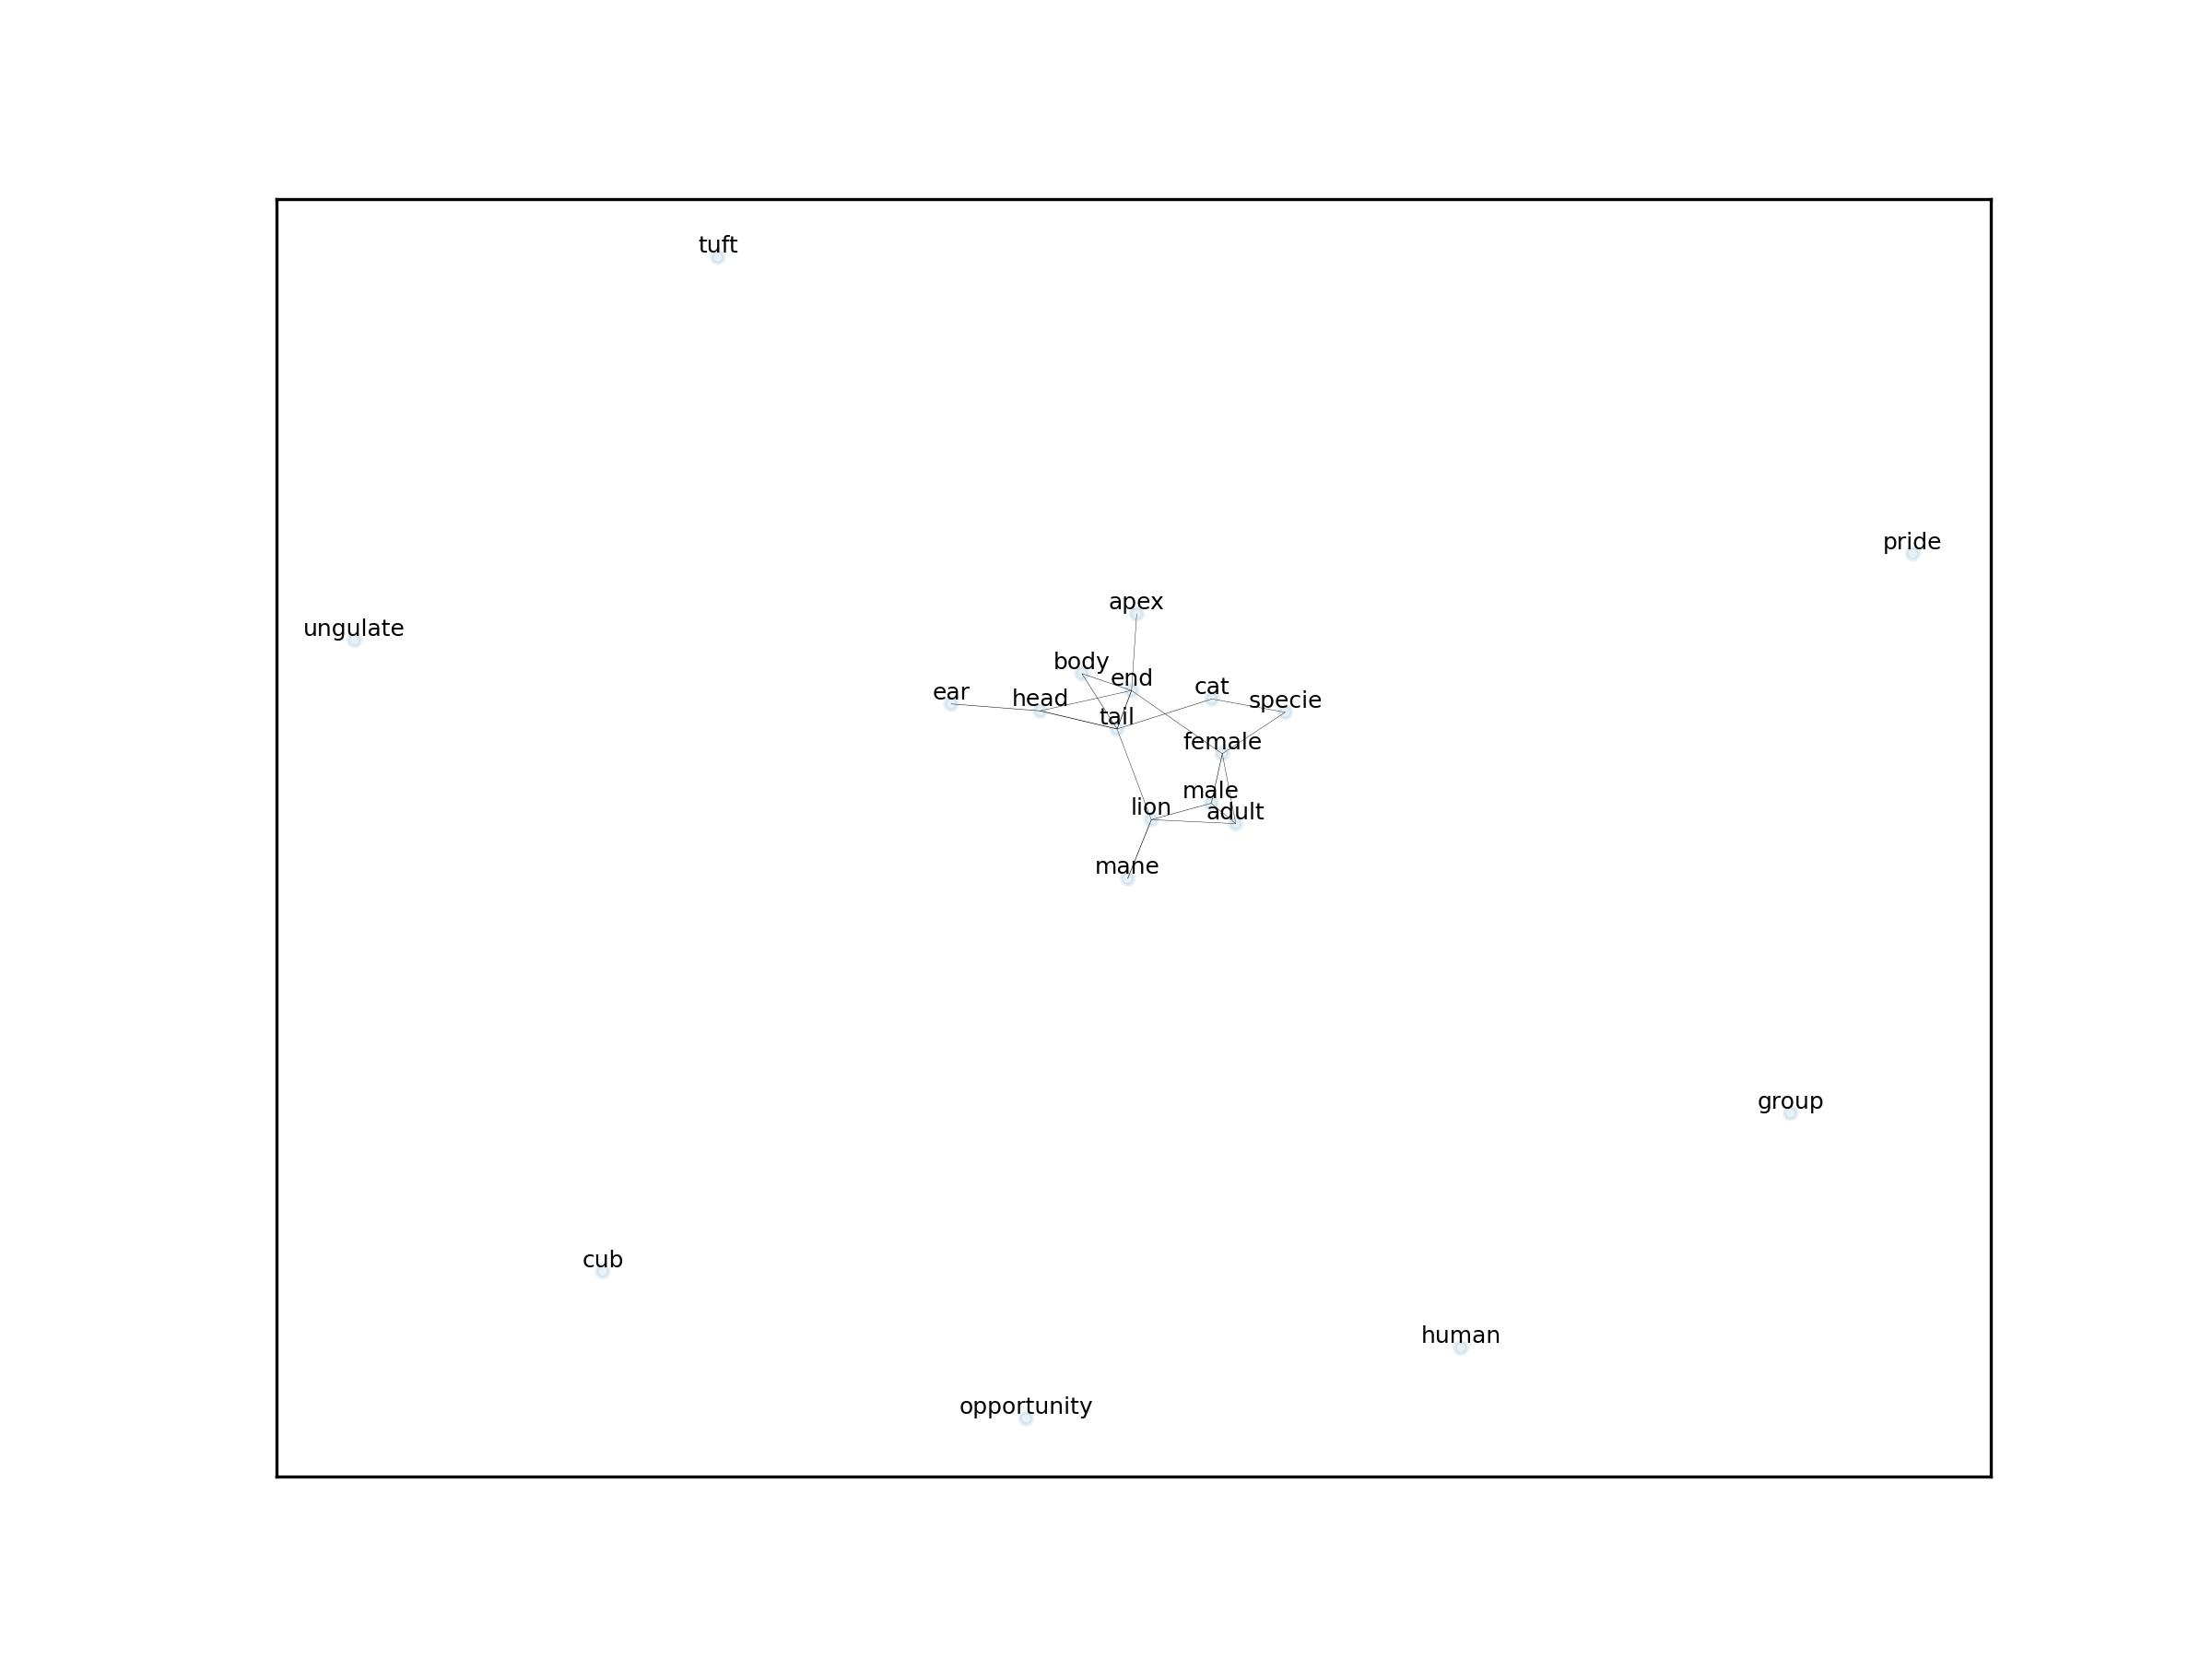 tuft
pride
apex
ungulate
body
end
cat
ear
head
specie
tail
female
male
lion
adult
mane
group
cub
human
opportunity